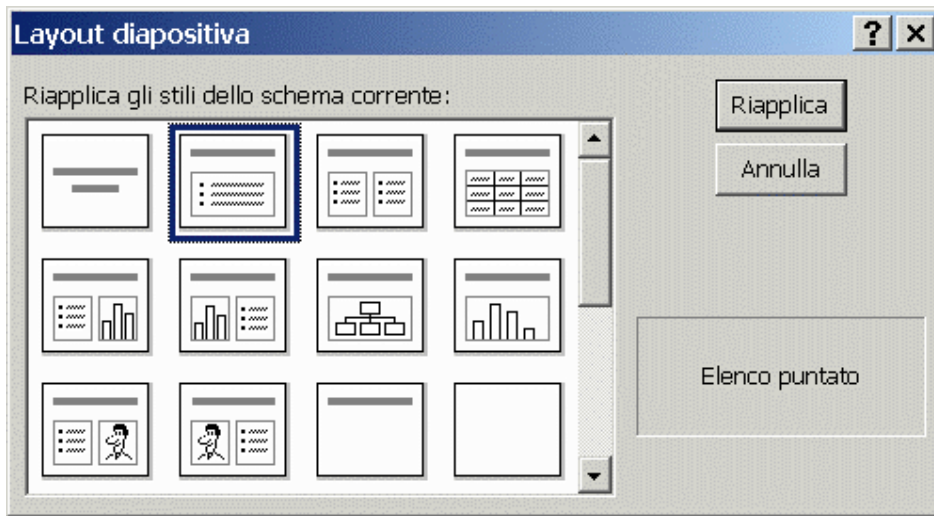 Layout diapositiva
Riapplica gli stili dello schema corrente:
Riapplica
Annulla
Elenco puntato